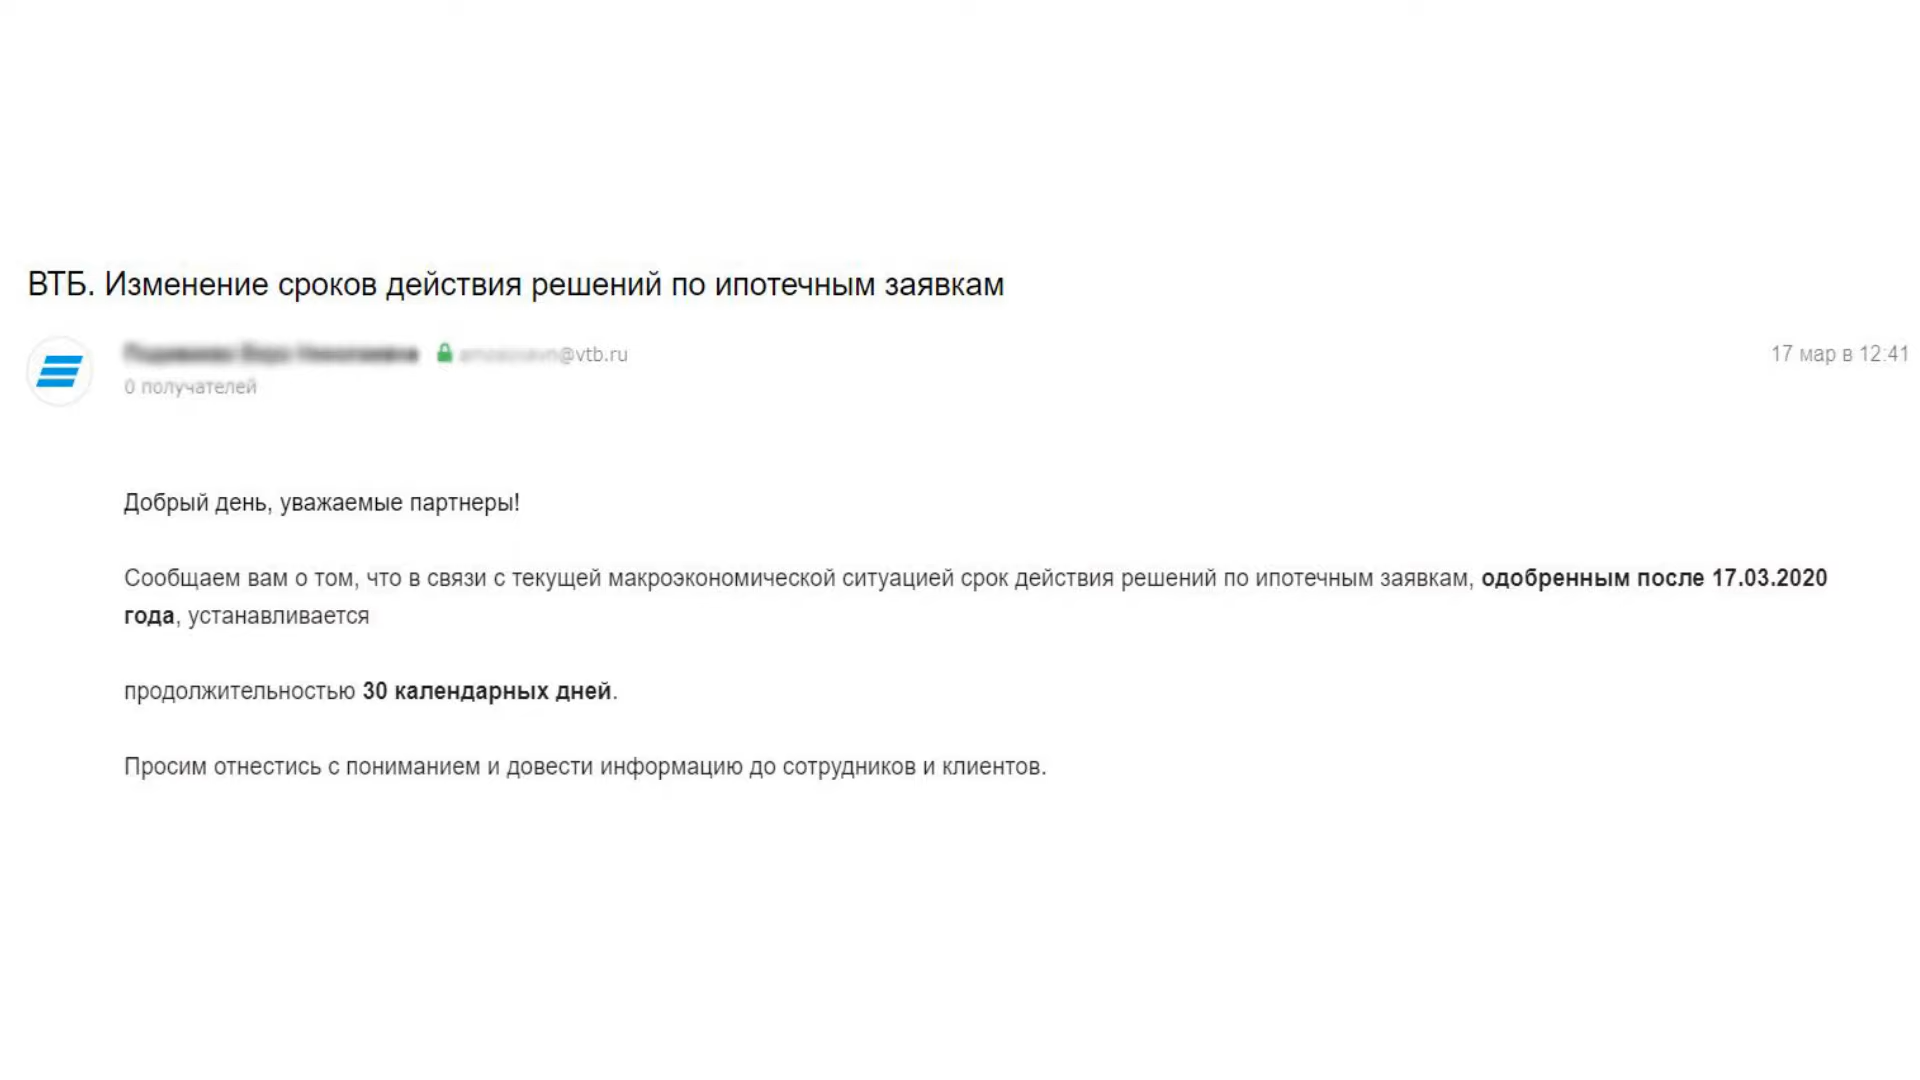 ВТБ. Изменение сроков действия решений по ипотечным заявкам
@vtb.ru
17 мар в 12:41
0 получателей
Добрый день, уважаемые партнеры!
Сообщаем вам о том, что в связи с текущей макроэкономической ситуацией срок действия решений по ипотечным заявкам, одобренным после 17.03.2020
года, устанавливается
продолжительностью 30 календарных дней.
Просим отнестись с пониманием и довести информацию до сотрудников и клиентов.